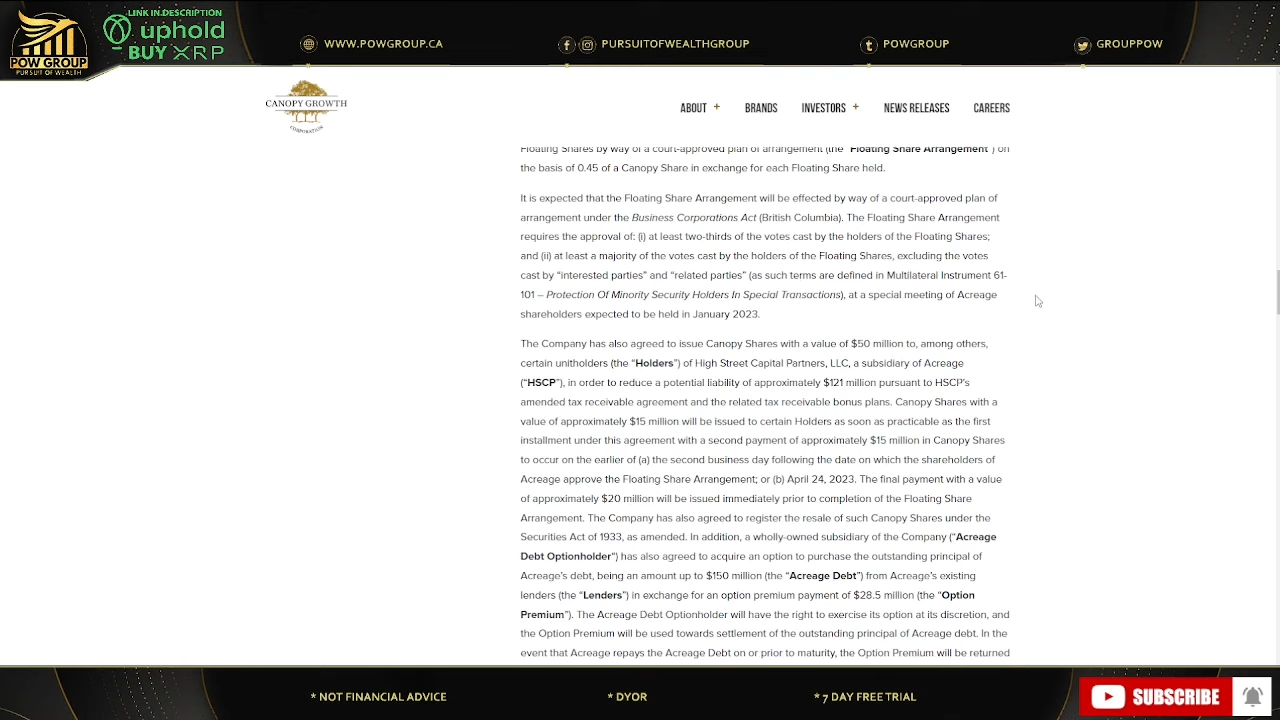 LINK IN DESCRIPTION
uphold
BUY XRP
POW GROUP
PURSUIT OF WEALTH
WWW.POWGROUP.CA
PURSUITOFWEALTHGROUP
POWGROUP
GROUPPOW
CANOPY GROWTH
CORPORATION
ABOUT +
BRANDS
INVESTORS +
NEWS RELEASES
CAREERS
Floating Shares by way of a court-approved plan of arrangement (the “Floating Share Arrangement”) on
the basis of 0.45 of a Canopy Share in exchange for each Floating Share held.
It is expected that the Floating Share Arrangement will be effected by way of a court-approved plan of
arrangement under the Business Corporations Act (British Columbia). The Floating Share Arrangement
requires the approval of: (i) at least two-thirds of the votes cast by the holders of the Floating Shares;
and (ii) at least a majority of the votes cast by the holders of the Floating Shares, excluding the votes
cast by “interested parties” and “related parties” (as such terms are defined in Multilateral Instrument 61-
101 – Protection Of Minority Security Holders In Special Transactions), at a special meeting of Acreage
shareholders expected to be held in January 2023.
The Company has also agreed to issue Canopy Shares with a value of $50 million to, among others,
certain unitholders (the “Holders”) of High Street Capital Partners, LLC, a subsidiary of Acreage
(“HSCP”), in order to reduce a potential liability of approximately $121 million pursuant to HSCP’s
amended tax receivable agreement and the related tax receivable bonus plans. Canopy Shares with a
value of approximately $15 million will be issued to certain Holders as soon as practicable as the first
installment under this agreement with a second payment of approximately $15 million in Canopy Shares
to occur on the earlier of (a) the second business day following the date on which the shareholders of
Acreage approve the Floating Share Arrangement; or (b) April 24, 2023. The final payment with a value
of approximately $20 million will be issued immediately prior to completion of the Floating Share
Arrangement. The Company has also agreed to register the resale of such Canopy Shares under the
Securities Act of 1933, as amended. In addition, a wholly-owned subsidiary of the Company (“Acreage
Debt Optionholder“) has also agreed to acquire an option to purchase the outstanding principal of
Acreage’s debt, being an amount up to $150 million (the “Acreage Debt”) from Acreage’s existing
lenders (the “Lenders”) in exchange for an option premium payment of $28.5 million (the “Option
Premium”). The Acreage Debt Optionholder will have the right to exercise its option at its discretion, and
the Option Premium will be used towards settlement of the outstanding principal of Acreage debt. In the
event that Acreage repays the Acreage Debt on or prior to maturity, the Option Premium will be returned
* NOT FINANCIAL ADVICE
* DYOR
* 7 DAY FREE TRIAL
SUBSCRIBE